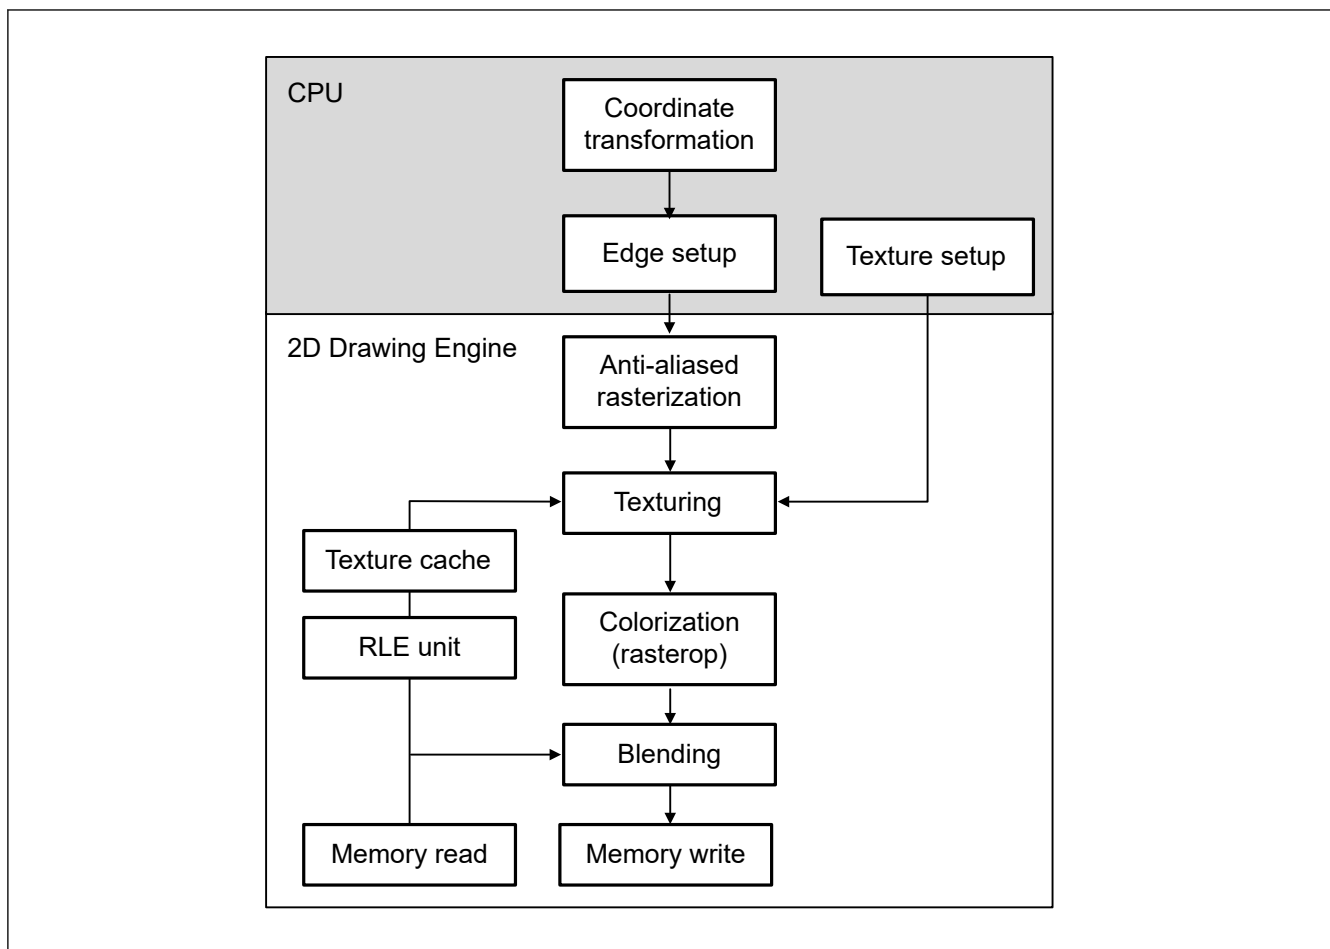 CPU
Coordinate
transformation
Edge setup
Texture setup
2D Drawing Engine
Anti-aliased
rasterization
Texturing
Texture cache
Colorization
(rasterop)
RLE unit
Blending
Memory read
Memory write